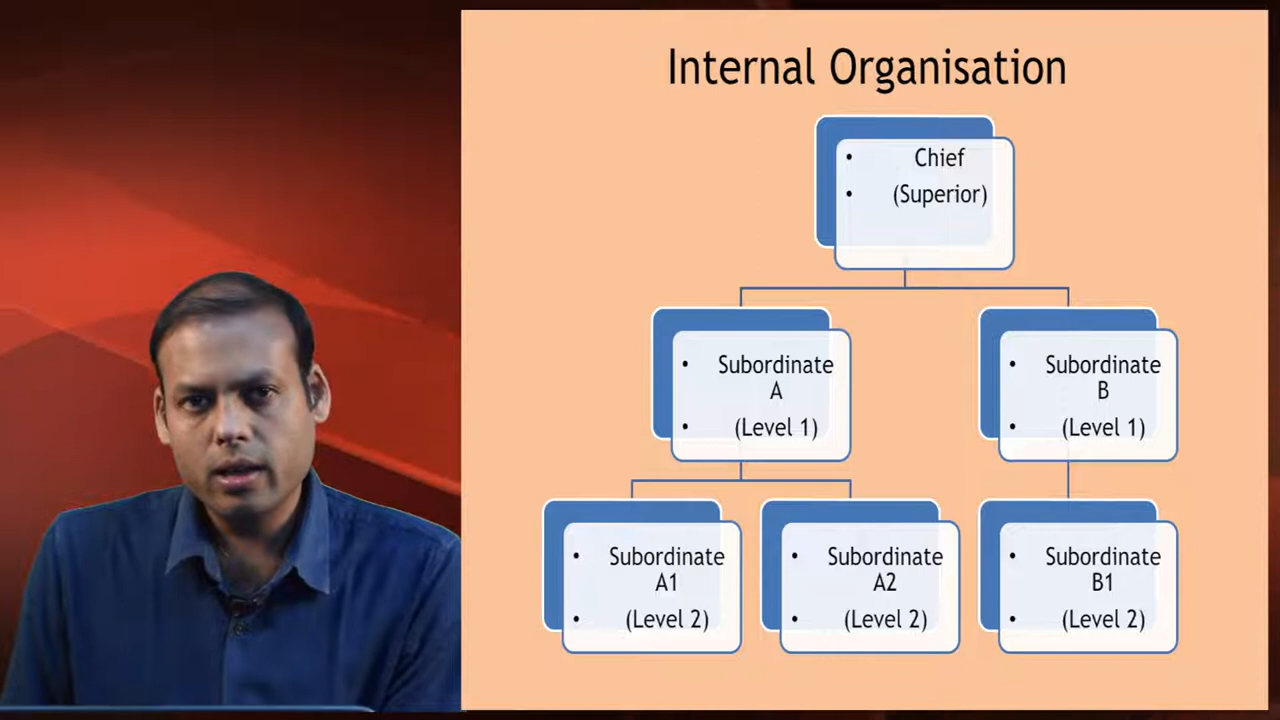 Internal Organisation
• Chief
• (Superior)
• Subordinate
A
• (Level 1)
• Subordinate
B
• (Level 1)
• Subordinate
A1
• (Level 2)
• Subordinate
A2
• (Level 2)
• Subordinate
B1
• (Level 2)